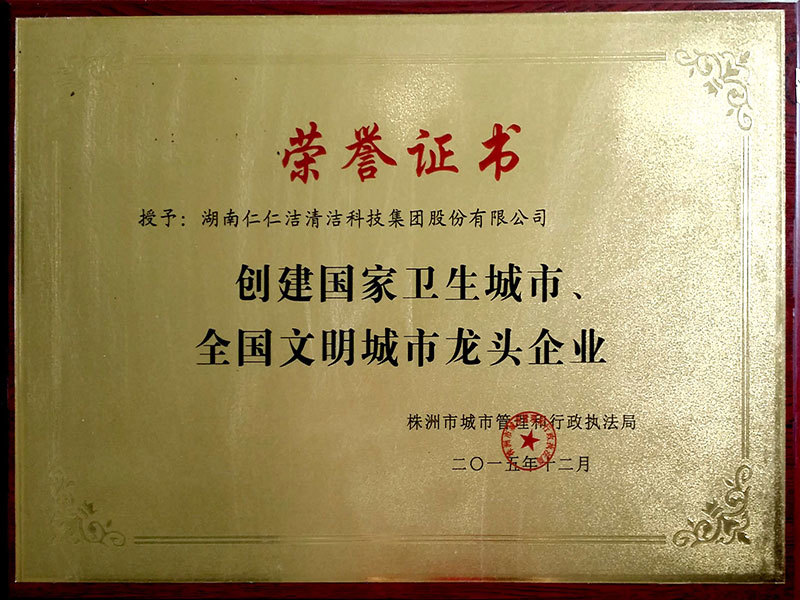 荣誉证书
授予：湖南仁仁洁清洁科技集团股份有限公司
创建国家卫生城市、
全国文明城市龙头企业
株洲市城市管理和行政执法局
二〇一五年十二月